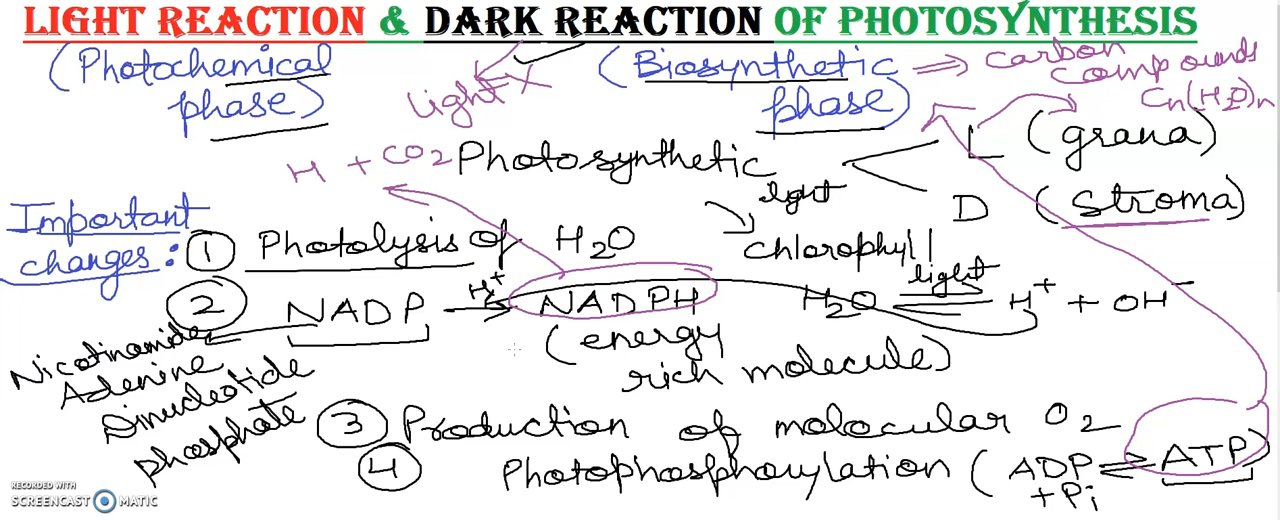 LIGHT REACTION & DARK REACTION OF PHOTOSYNTHESIS
(Photochemical phase)
(Biosynthetic phase) ⇒ Carbon compounds
Cn(H2O)n
light X
H + CO2
Photosynthetic
L (grana)
D (Stroma)
Important changes:
1 Photolysis of H2O
light
chlorophyll
2 NADP H+ → NADPH
(energy rich molecule)
H2O light ⇌ H+ + OH-
Nicotinamide
Adenine
Dinucleotide
phosphate
3 Production of molecular O2
4 Photophosphorylation (ADP + Pi ⇌ ATP)
RECORDED WITH
SCREENCAST MATIC